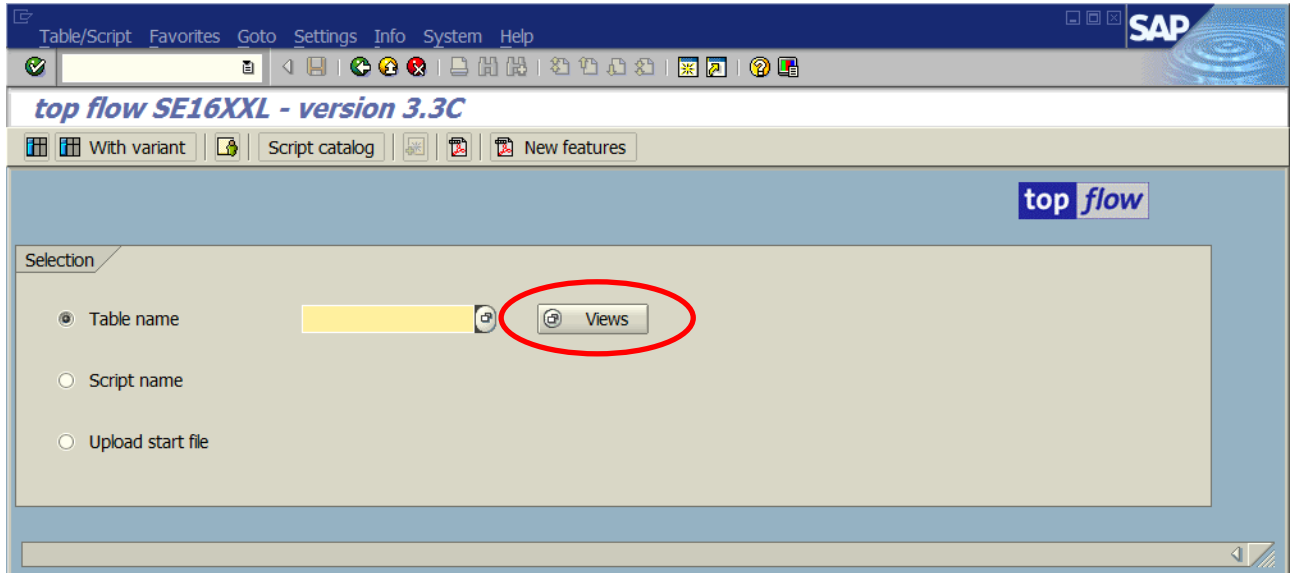 Table/Script Favorites Goto Settings Info System Help
SAP
top flow SE16XXL - version 3.3C
With variant Script catalog New features
top flow
Selection
Table name Views
Script name
Upload start file